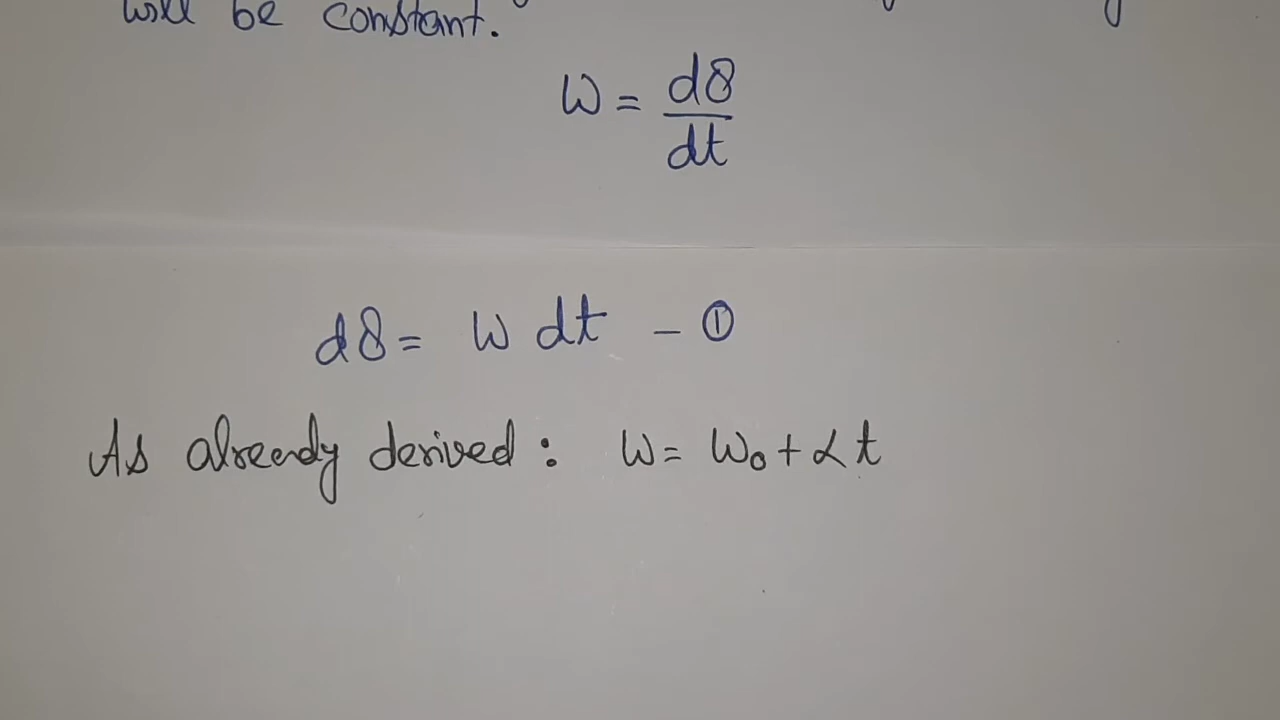 will be constant.
ω = dθ/dt
dθ = ω dt - ①
As already derived : ω = ω₀ + αt